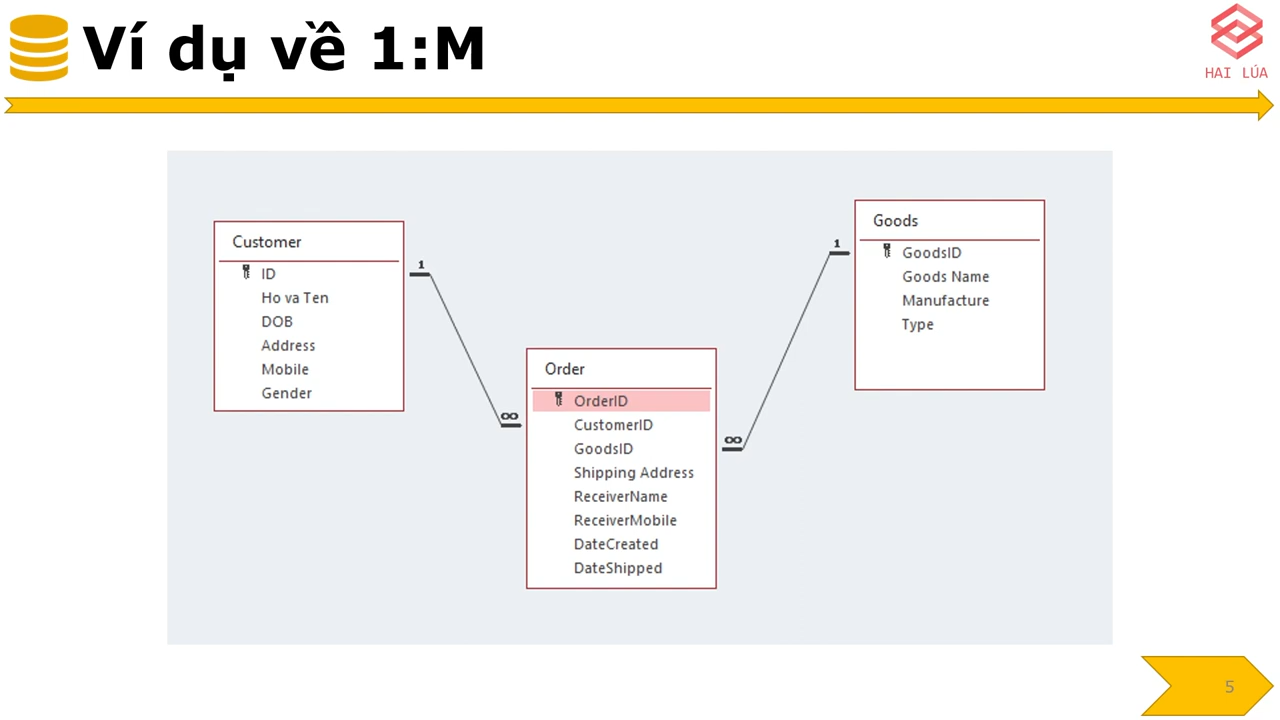 Ví dụ về 1:M
HAI LÚA
Customer
ID
Ho va Ten
DOB
Address
Mobile
Gender
1
∞
Order
OrderID
CustomerID
GoodsID
Shipping Address
ReceiverName
ReceiverMobile
DateCreated
DateShipped
∞
1
Goods
GoodsID
Goods Name
Manufacture
Type
5